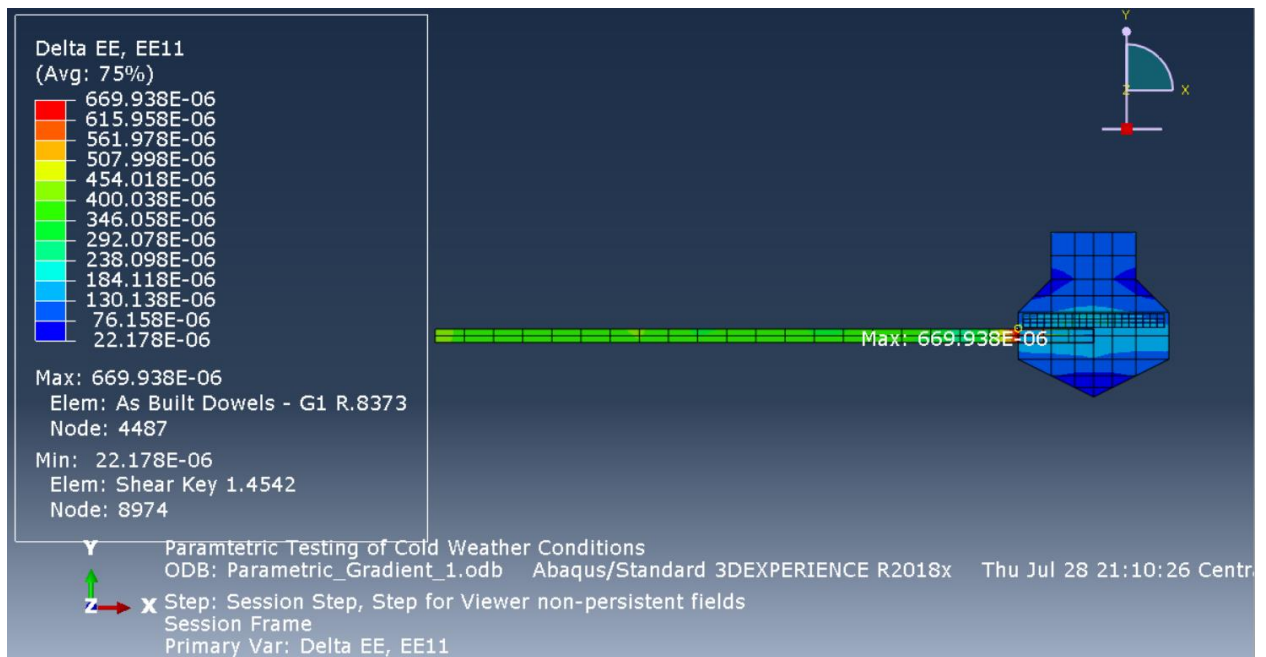 Delta EE, EE11
(Avg: 75%)
669.938E-06
615.958E-06
561.978E-06
507.998E-06
454.018E-06
400.038E-06
346.058E-06
292.078E-06
238.098E-06
184.118E-06
130.138E-06
76.158E-06
22.178E-06
Max: 669.938E-06
Elem: As Built Dowels - G1 R.8373
Node: 4487
Min: 22.178E-06
Elem: Shear Key 1.4542
Node: 8974
Y
X
Z
Max: 669.938E-06
Y
Z
X
Paramtetric Testing of Cold Weather Conditions
ODB: Parametric_Gradient_1.odb Abaqus/Standard 3DEXPERIENCE R2018x Thu Jul 28 21:10:26 Centr
Step: Session Step, Step for Viewer non-persistent fields
Session Frame
Primary Var: Delta EE, EE11